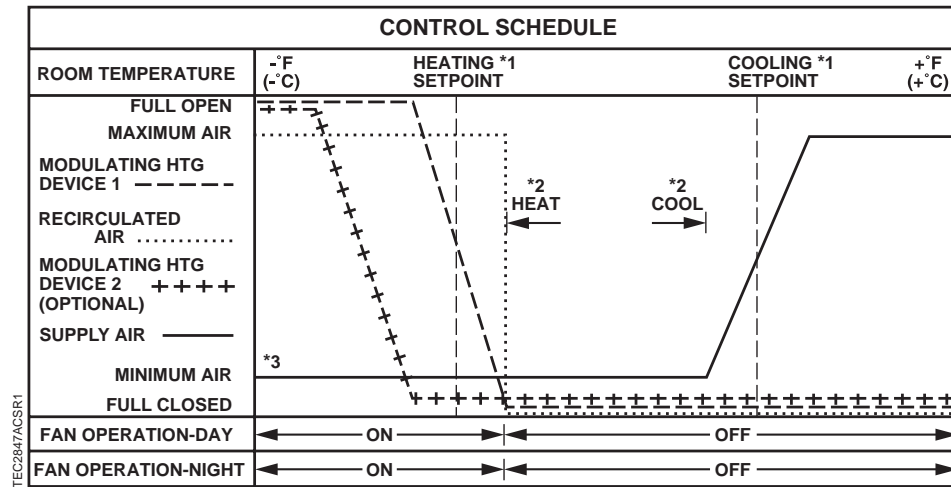 CONTROL SCHEDULE
ROOM TEMPERATURE
-°F
(-°C)
HEATING *1
SETPOINT
COOLING *1
SETPOINT
+°F
(+°C)
FULL OPEN
MAXIMUM AIR
MODULATING HTG
DEVICE 1
*2
HEAT
*2
COOL
RECIRCULATED
AIR
MODULATING HTG
DEVICE 2
(OPTIONAL)
SUPPLY AIR
*3
MINIMUM AIR
FULL CLOSED
FAN OPERATION-DAY
ON
OFF
FAN OPERATION-NIGHT
ON
OFF
TEC2847ACSR1